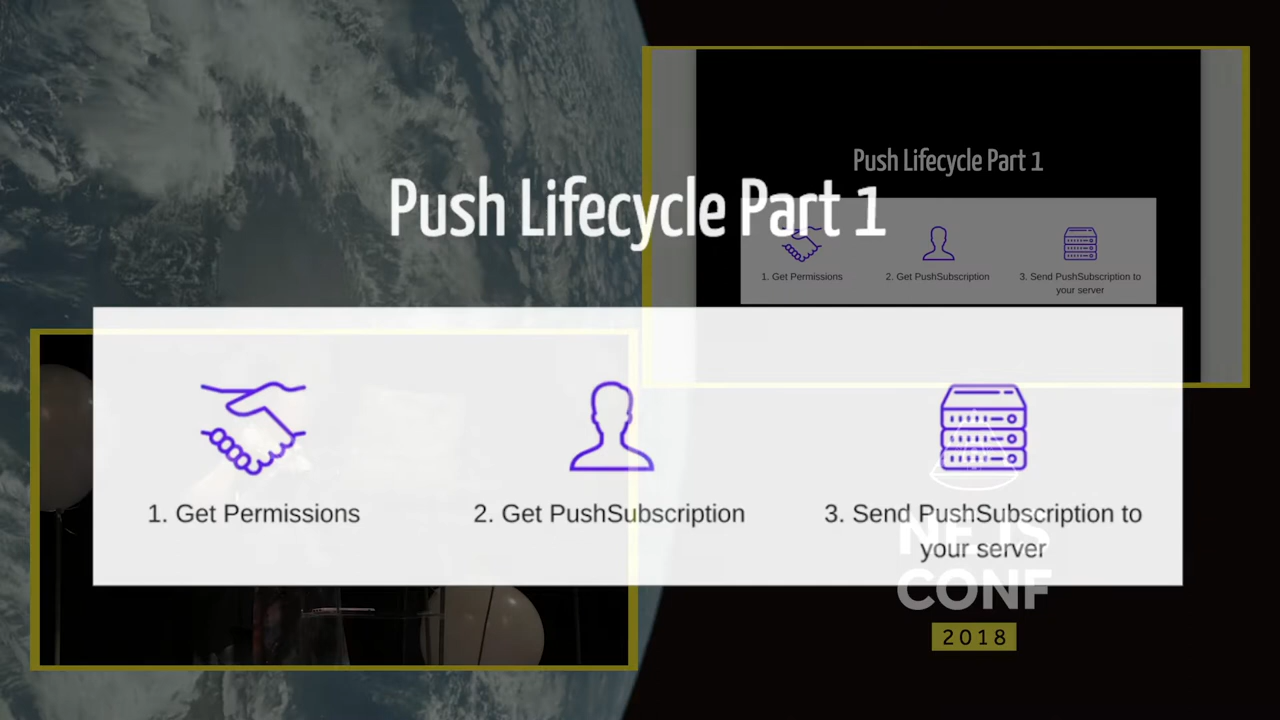 Push Lifecycle Part 1
1. Get Permissions
2. Get PushSubscription
3. Send PushSubscription to
your server
Push Lifecycle Part 1
1. Get Permissions
2. Get PushSubscription
3. Send PushSubscription to
your server
CONF
2018